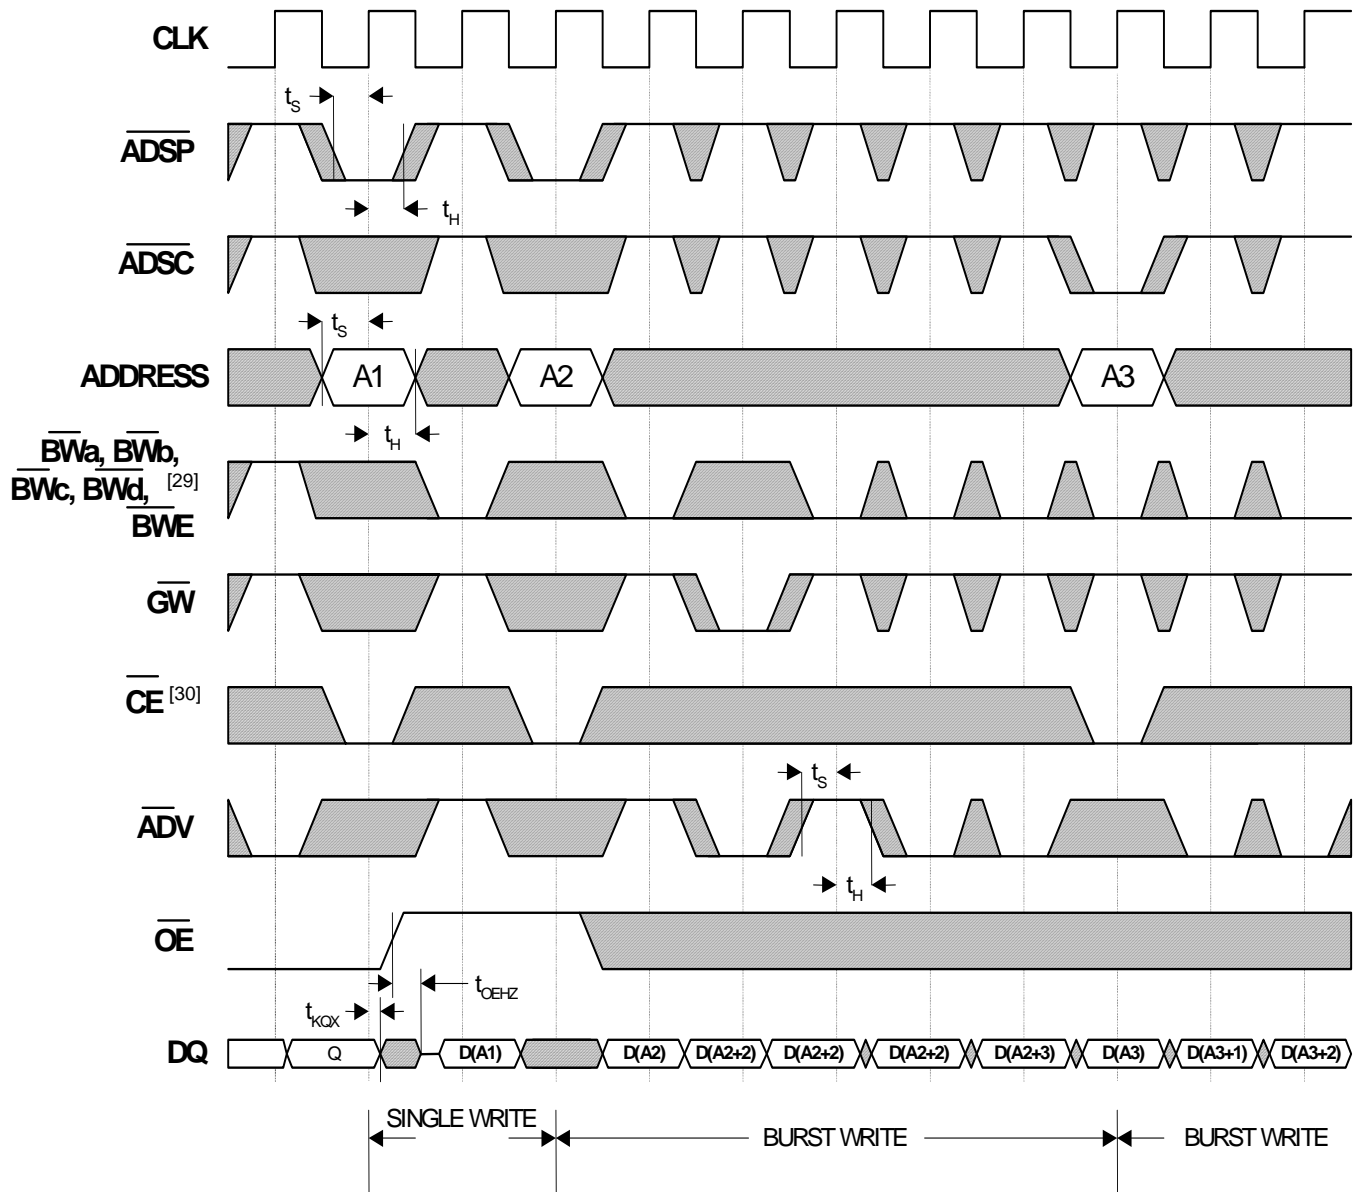 CLK
tS
ADSP
tH
ADSC
tS
ADDRESS A1 A2 A3
tH
BWa, BWb,
BWc, BWd, [29]
BWE
GW
CE [30]
tS
ADV
tH
OE
tOEHZ
tKQX
DQ Q D(A1) D(A2) D(A2+2) D(A2+2) D(A2+2) D(A2+3) D(A3) D(A3+1) D(A3+2)
SINGLE WRITE BURST WRITE BURST WRITE